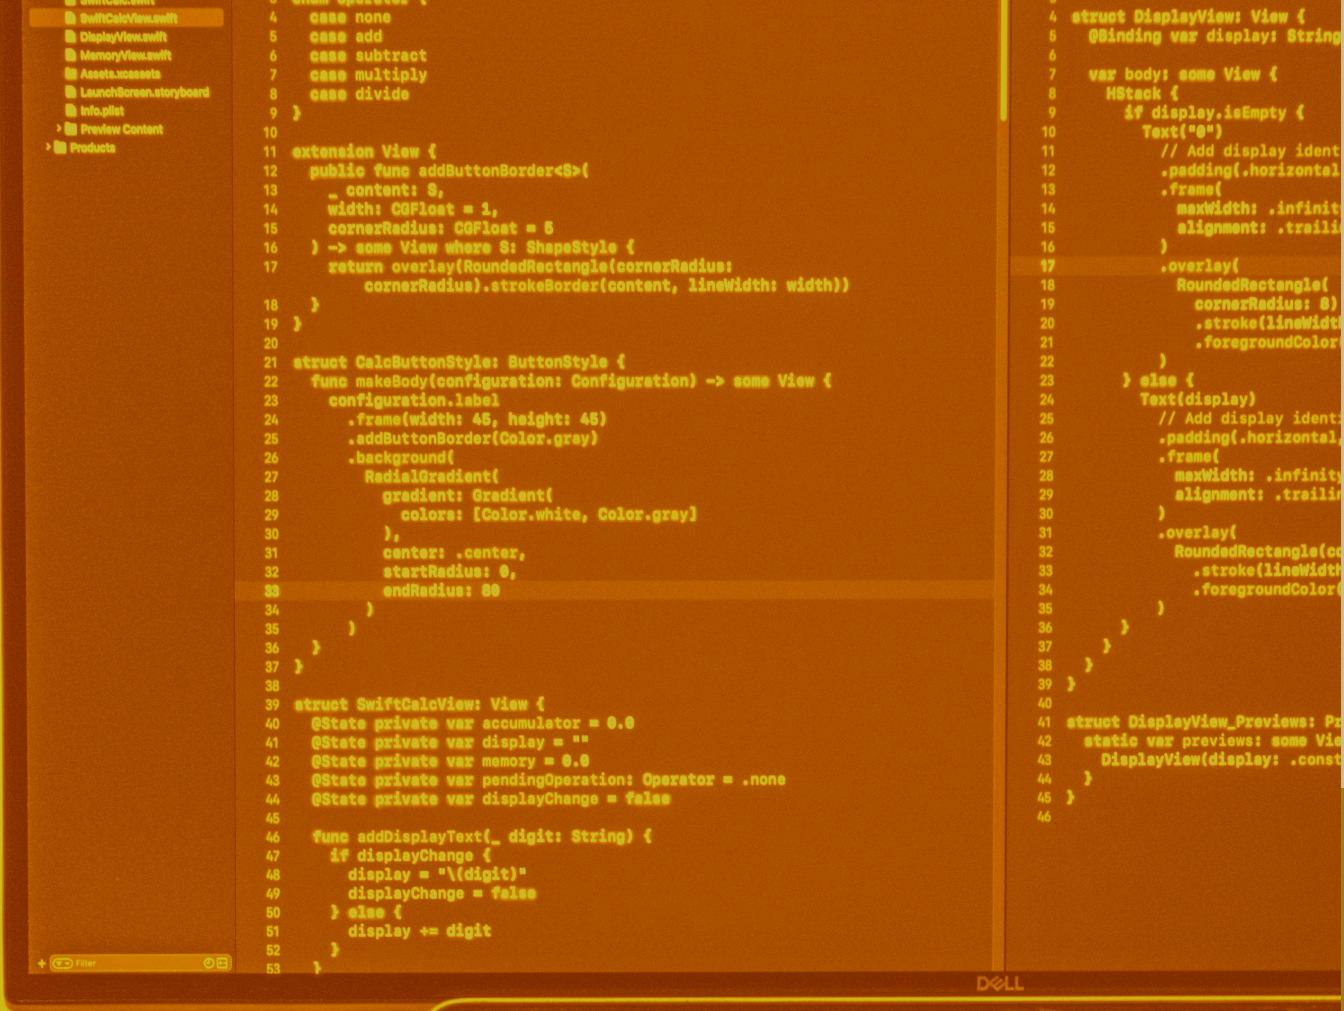 SwiftCalc.swift
SwiftCalcView.swift
DisplayView.swift
MemoryView.swift
Assets.xcassets
LaunchScreen.storyboard
Info.plist
Preview Content
Products
Filter
3 enum Operator {
4 case none
5 case add
6 case subtract
7 case multiply
8 case divide
9 }
10
11 extension View {
12 public func addButtonBorder<S>(
13 _ content: S,
14 width: CGFloat = 1,
15 cornerRadius: CGFloat = 5
16 ) -> some View where S: ShapeStyle {
17 return overlay(RoundedRectangle(cornerRadius:
cornerRadius).strokeBorder(content, lineWidth: width))
18 }
19 }
20
21 struct CalcButtonStyle: ButtonStyle {
22 func makeBody(configuration: Configuration) -> some View {
23 configuration.label
24 .frame(width: 45, height: 45)
25 .addButtonBorder(Color.gray)
26 .background(
27 RadialGradient(
28 gradient: Gradient(
29 colors: [Color.white, Color.gray]
30 ),
31 center: .center,
32 startRadius: 0,
33 endRadius: 80
34 )
35 )
36 }
37 }
38
39 struct SwiftCalcView: View {
40 @State private var accumulator = 0.0
41 @State private var display = ""
42 @State private var memory = 0.0
43 @State private var pendingOperation: Operator = .none
44 @State private var displayChange = false
45
46 func addDisplayText(_ digit: String) {
47 if displayChange {
48 display = "\(digit)"
49 displayChange = false
50 } else {
51 display += digit
52 }
53 }
4 struct DisplayView: View {
5 @Binding var display: String
6
7 var body: some View {
8 HStack {
9 if display.isEmpty {
10 Text("0")
11 // Add display ident
12 .padding(.horizontal
13 .frame(
14 maxWidth: .infinit
15 alignment: .traili
16 )
17 .overlay(
18 RoundedRectangle(
19 cornerRadius: 8)
20 .stroke(lineWidt
21 .foregroundColor
22 )
23 } else {
24 Text(display)
25 // Add display identi
26 .padding(.horizontal,
27 .frame(
28 maxWidth: .infinity
29 alignment: .trailin
30 )
31 .overlay(
32 RoundedRectangle(co
33 .stroke(lineWidth
34 .foregroundColor(
35 )
36 }
37 }
38 }
39 }
40
41 struct DisplayView_Previews: Pr
42 static var previews: some Vie
43 DisplayView(display: .const
44 }
45 }
46
DELL